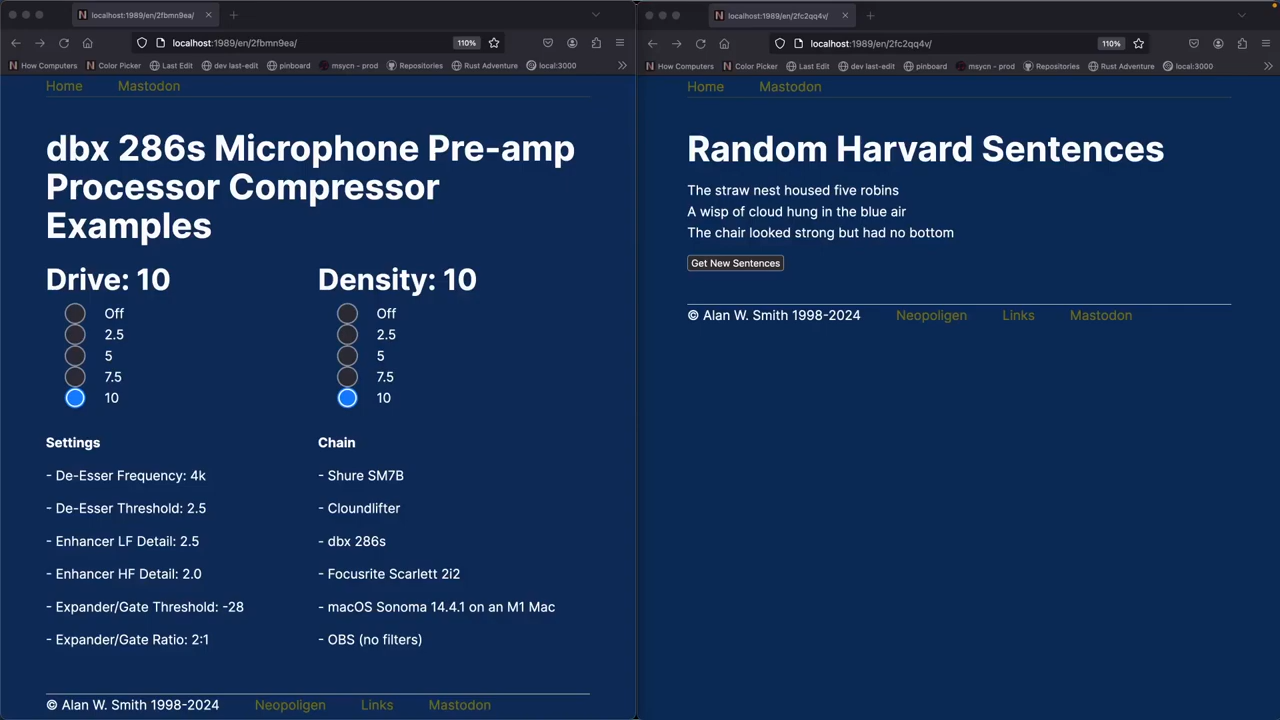 localhost:1989/en/2fbmn9ea/
localhost:1989/en/2fbmn9ea/
110%
How Computers Color Picker Last Edit dev last-edit pinboard msycn - prod Repositories Rust Adventure local:3000
Home Mastodon
dbx 286s Microphone Pre-amp
Processor Compressor
Examples
Drive: 10
Off
2.5
5
7.5
10
Density: 10
Off
2.5
5
7.5
10
Settings
- De-Esser Frequency: 4k
- De-Esser Threshold: 2.5
- Enhancer LF Detail: 2.5
- Enhancer HF Detail: 2.0
- Expander/Gate Threshold: -28
- Expander/Gate Ratio: 2:1
Chain
- Shure SM7B
- Cloundlifter
- dbx 286s
- Focusrite Scarlett 2i2
- macOS Sonoma 14.4.1 on an M1 Mac
- OBS (no filters)
© Alan W. Smith 1998-2024 Neopoligen Links Mastodon
localhost:1989/en/2fc2qq4v/
localhost:1989/en/2fc2qq4v/
110%
How Computers Color Picker Last Edit dev last-edit pinboard msycn - prod Repositories Rust Adventure local:3000
Home Mastodon
Random Harvard Sentences
The straw nest housed five robins
A wisp of cloud hung in the blue air
The chair looked strong but had no bottom
Get New Sentences
© Alan W. Smith 1998-2024 Neopoligen Links Mastodon